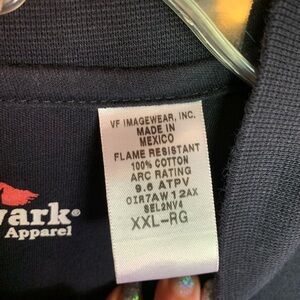 VF IMAGEWEAR, INC.
MADE IN
MEXICO
FLAME RESISTANT
100% COTTON
ARC RATING
9.6 ATPV
OIR7AW 12AX
SEL2NV4
XXL-RG
wark®
Apparel